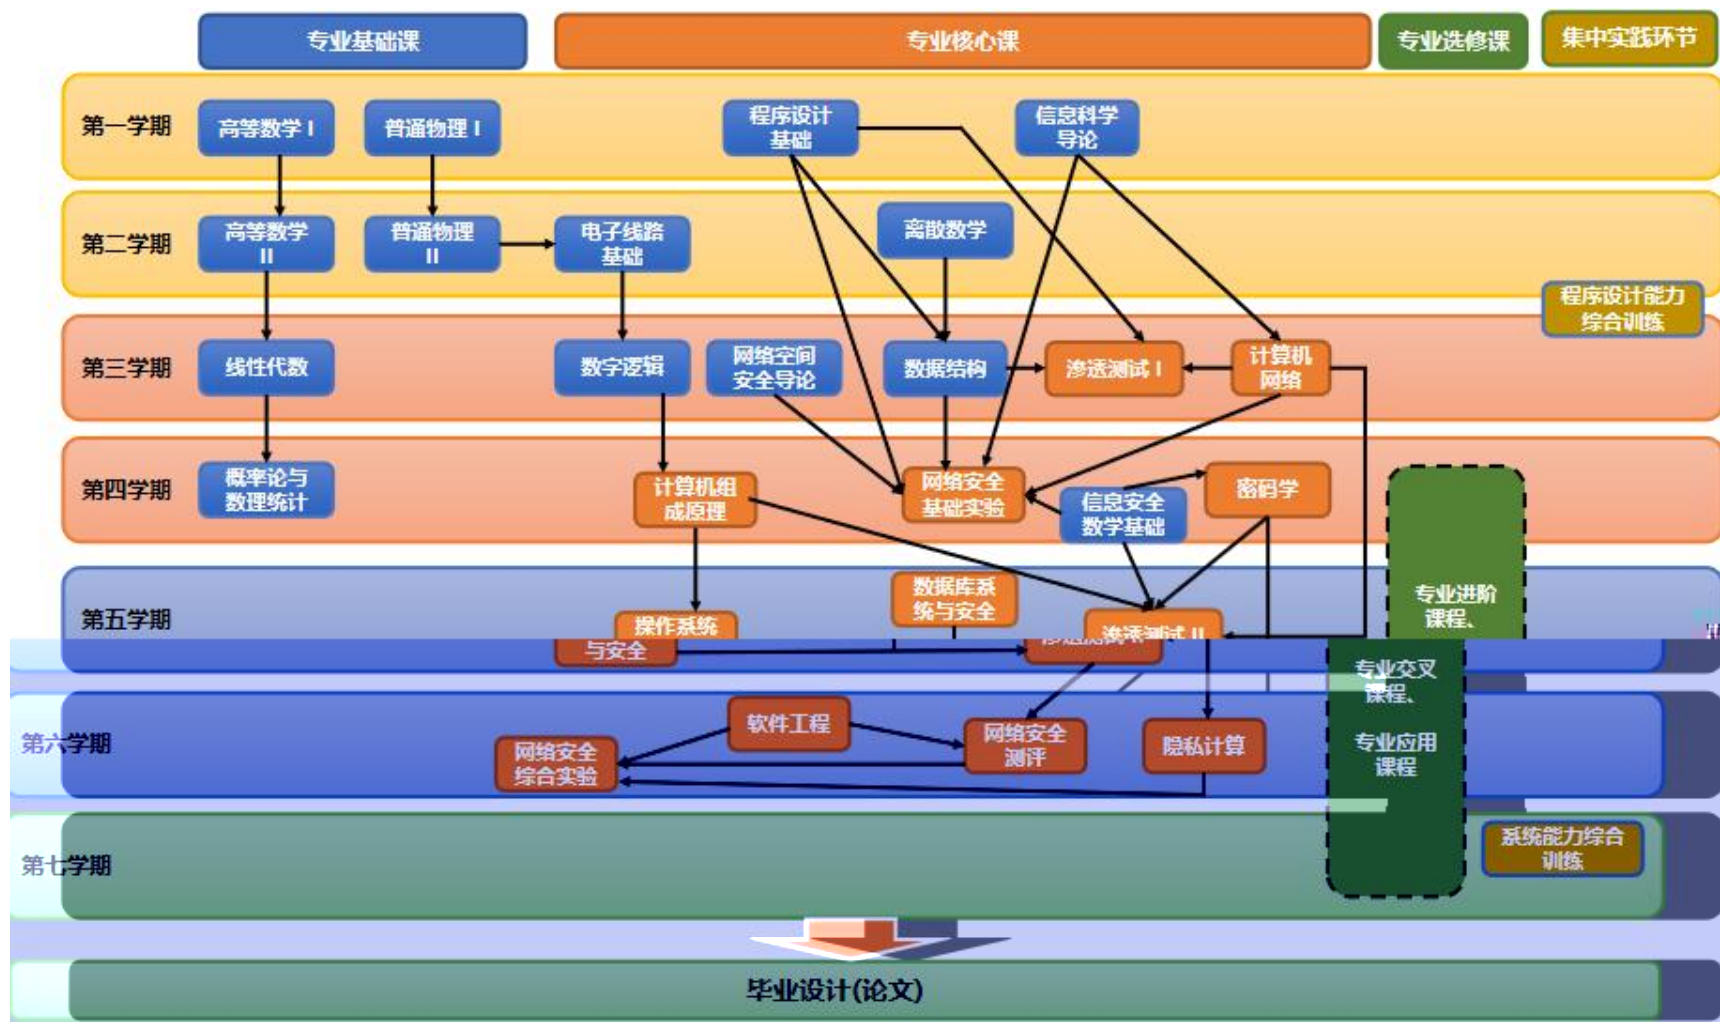 专业基础课
专业核心课
专业选修课
集中实践环节
第一学期
高等数学 I
普通物理 I
程序设计
基础
信息科学
导论
第二学期
高等数学
II
普通物理
II
电子线路
基础
离散数学
程序设计能力
综合训练
第三学期
线性代数
数字逻辑
网络空间
安全导论
数据结构
渗透测试 I
计算机
网络
第四学期
概率论与
数理统计
计算机组
成原理
网络安全
基础实验
信息安全
数学基础
密码学
第五学期
操作系统
与安全
数据库系
统与安全
渗透测试 II
专业进阶
课程、
专业交叉
课程、
专业应用
课程
第六学期
网络安全
综合实验
软件工程
网络安全
测评
隐私计算
第七学期
系统能力综合
训练
毕业设计(论文)